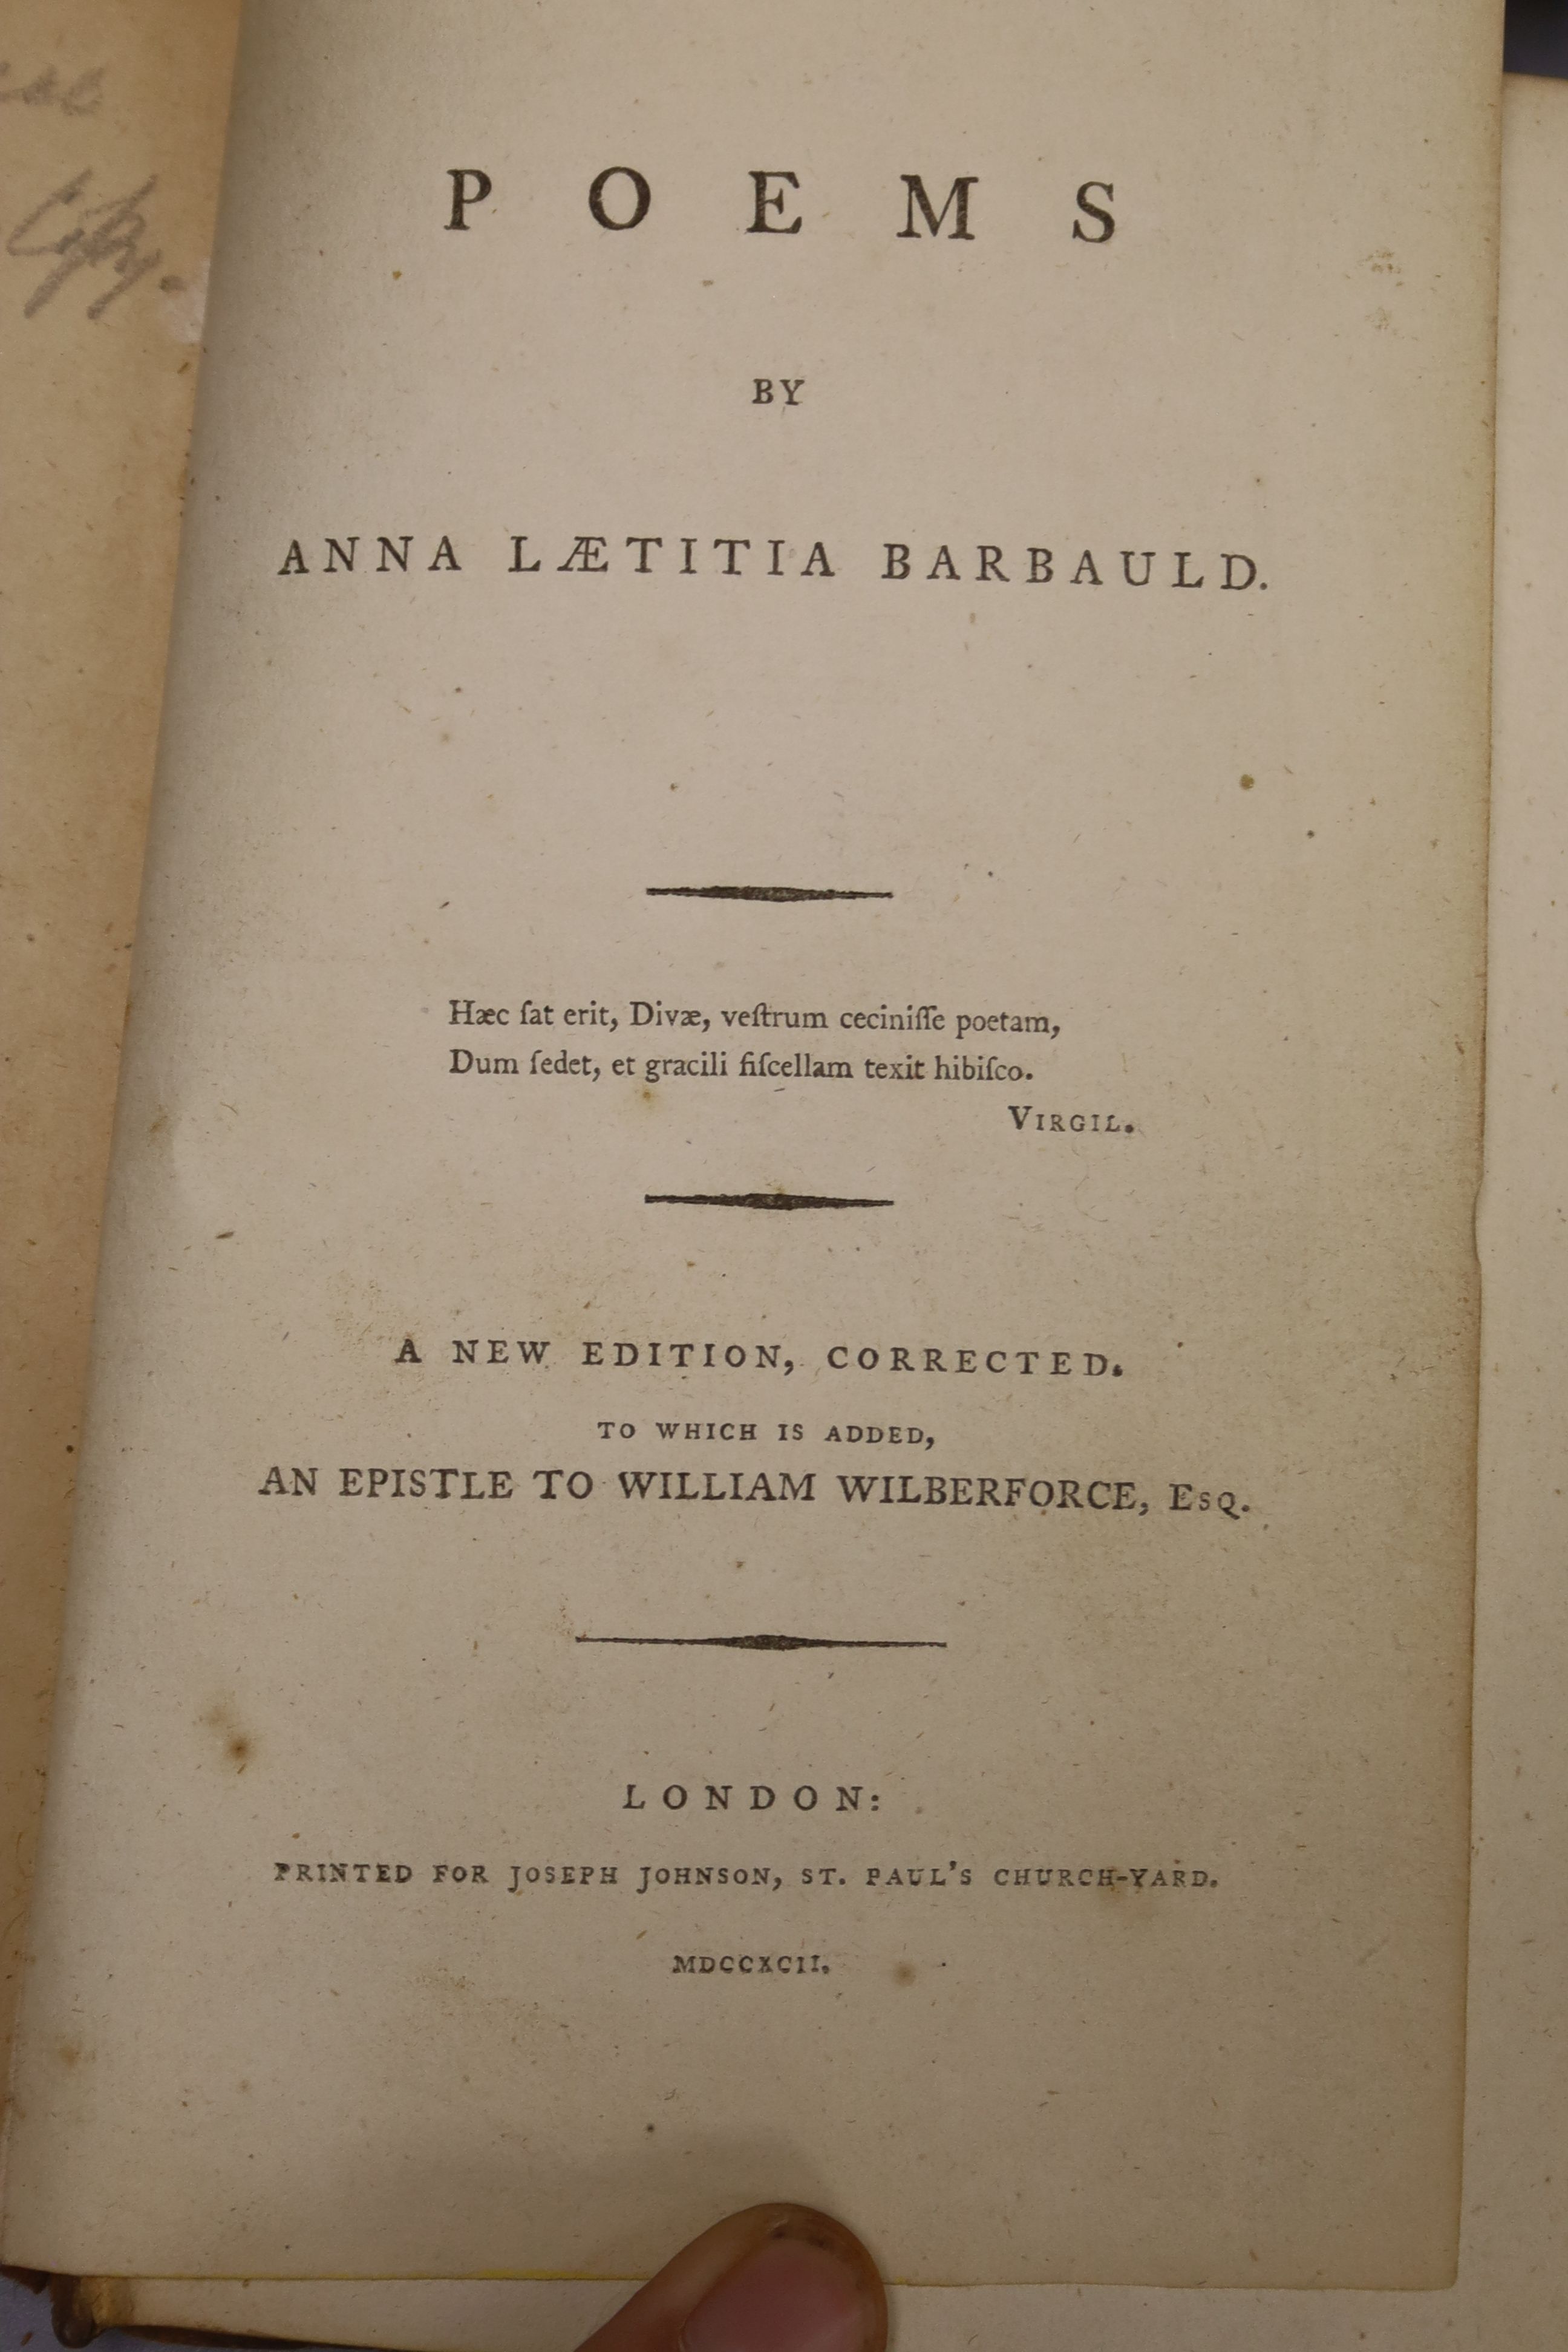 POEMS
BY
ANNA LÆTITIA BARBAULD.
Hæc ſat erit, Divæ, veſtrum ceciniſſe poetam,
Dum ſedet, et gracili fiſcellam texit hibiſco.
VIRGIL.
A NEW EDITION, CORRECTED.
TO WHICH IS ADDED,
AN EPISTLE TO WILLIAM WILBERFORCE, ESQ.
LONDON:
PRINTED FOR JOSEPH JOHNSON, ST. PAUL'S CHURCH-YARD.
MDCCXCII.